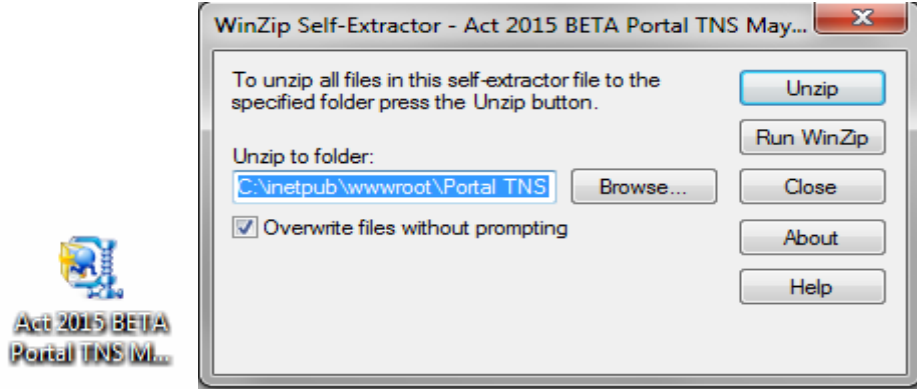 WinZip Self-Extractor - Act 2015 BETA Portal TNS May...
To unzip all files in this self-extractor file to the
specified folder press the Unzip button.
Unzip to folder:
C:\inetpub\wwwroot\Portal TNS
Browse...
Overwrite files without prompting
Unzip
Run WinZip
Close
About
Help
Act 2015 BETA
Portal TNS M...